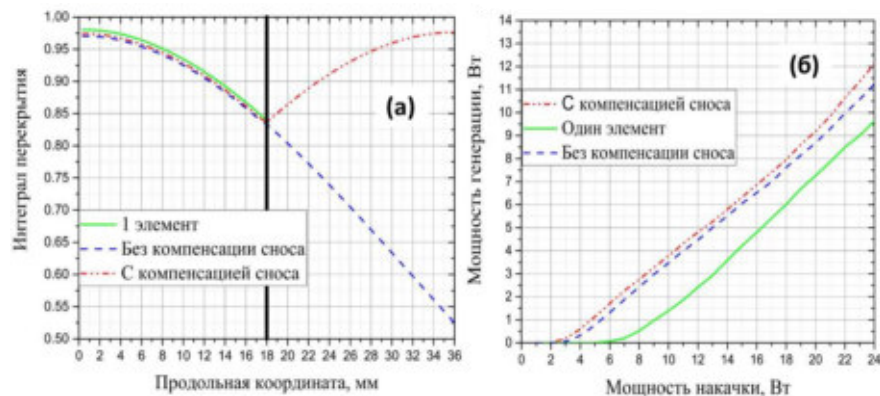 1.00
0.95
0.90
0.85
0.80
0.75
0.70
0.65
0.60
0.55
0.50
Интеграл перекрытия
(а)
1 элемент
Без компенсации сноса
С компенсацией сноса
0 2 4 6 8 10 12 14 16 18 20 22 24 26 28 30 32 34 36
Продольная координата, мм
14
13
12
11
10
9
8
7
6
5
4
3
2
1
0
Мощность генерации, Вт
(б)
С компенсацией сноса
Один элемент
Без компенсации сноса
0 2 4 6 8 10 12 14 16 18 20 22 24
Мощность накачки, Вт